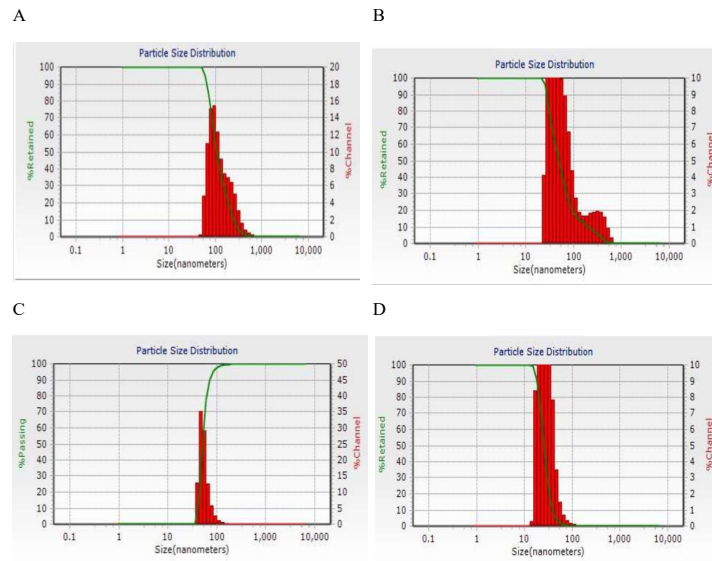 A
B
Particle Size Distribution
100 90 80 70 60 50 40 30 20 10 0
%Retained
20 18 16 14 12 10 8 6 4 2 0
%Channel
0.1 1 10 100 1,000 10,000
Size(nanometers)
Particle Size Distribution
100 90 80 70 60 50 40 30 20 10 0
%Retained
10 9 8 7 6 5 4 3 2 1 0
%Channel
0.1 1 10 100 1,000 10,000
Size(nanometers)
C
D
Particle Size Distribution
100 90 80 70 60 50 40 30 20 10 0
%Passing
50 45 40 35 30 25 20 15 10 5 0
%Channel
0.1 1 10 100 1,000 10,000
Size(nanometers)
Particle Size Distribution
100 90 80 70 60 50 40 30 20 10 0
%Retained
10 9 8 7 6 5 4 3 2 1 0
%Channel
0.1 1 10 100 1,000 10,000
Size(nanometers)